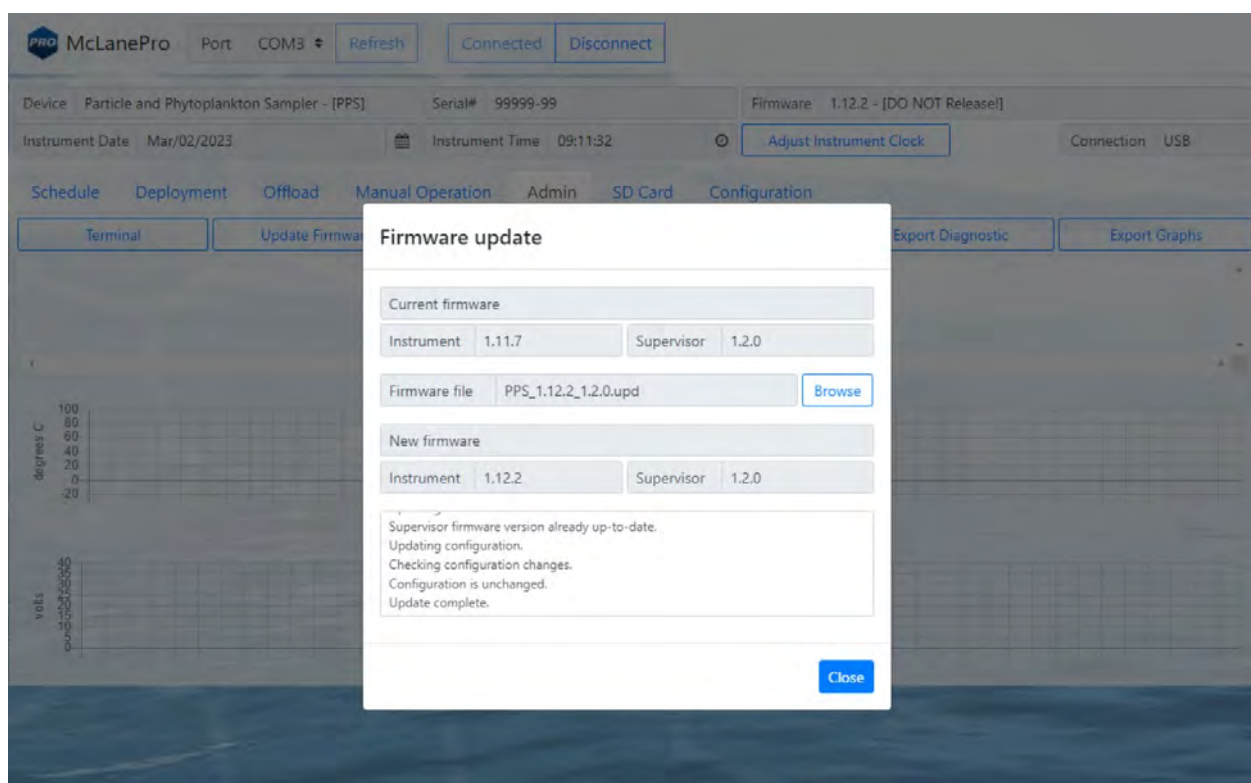 PRO McLanePro Port COM3 Refresh Connected Disconnect
Device Particle and Phytoplankton Sampler - [PPS] Serial# 99999-99 Firmware 1.12.2 - [DO NOT Release!]
Instrument Date Mar/02/2023 Instrument Time 09:11:32 Adjust Instrument Clock Connection USB
Schedule Deployment Offload Manual Operation Admin SD Card Configuration
Terminal Update Firmwa Export Diagnostic Export Graphs
Firmware update
Current firmware
Instrument 1.11.7 Supervisor 1.2.0
Firmware file PPS_1.12.2_1.2.0.upd Browse
New firmware
Instrument 1.12.2 Supervisor 1.2.0
Supervisor firmware version already up-to-date.
Updating configuration.
Checking configuration changes.
Configuration is unchanged.
Update complete.
Close
degrees C
100
80
60
40
20
0
-20
volts
40
35
30
25
20
15
10
5
0